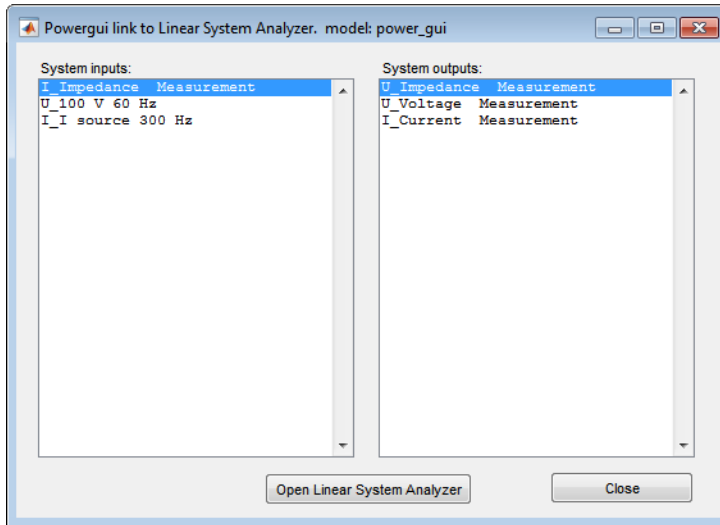 Powergui link to Linear System Analyzer.  model: power_gui
System inputs:
I_Impedance  Measurement
U_100 V 60 Hz
I_I source 300 Hz
System outputs:
U_Impedance  Measurement
U_Voltage  Measurement
I_Current  Measurement
Open Linear System Analyzer
Close